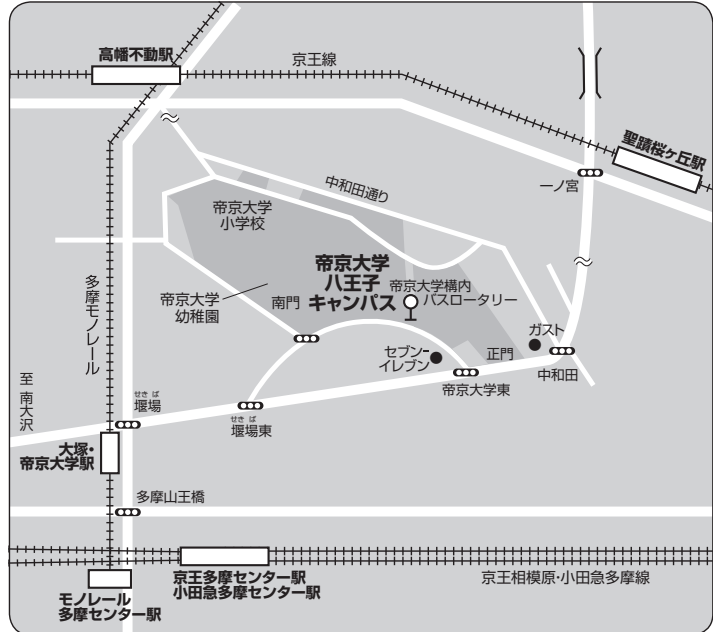 高幡不動駅
京王線
聖蹟桜ヶ丘駅
一ノ宮
中和田通り
帝京大学
小学校
帝京大学
八王子
キャンパス
帝京大学構内
バスロータリー
帝京大学
幼稚園
南門
多摩モノレール
ガスト
セブン-
イレブン
正門
中和田
帝京大学東
至 南大沢
せきば
堰場
せきば
堰場東
大塚・
帝京大学駅
多摩山王橋
京王多摩センター駅
小田急多摩センター駅
京王相模原・小田急多摩線
モノレール
多摩センター駅